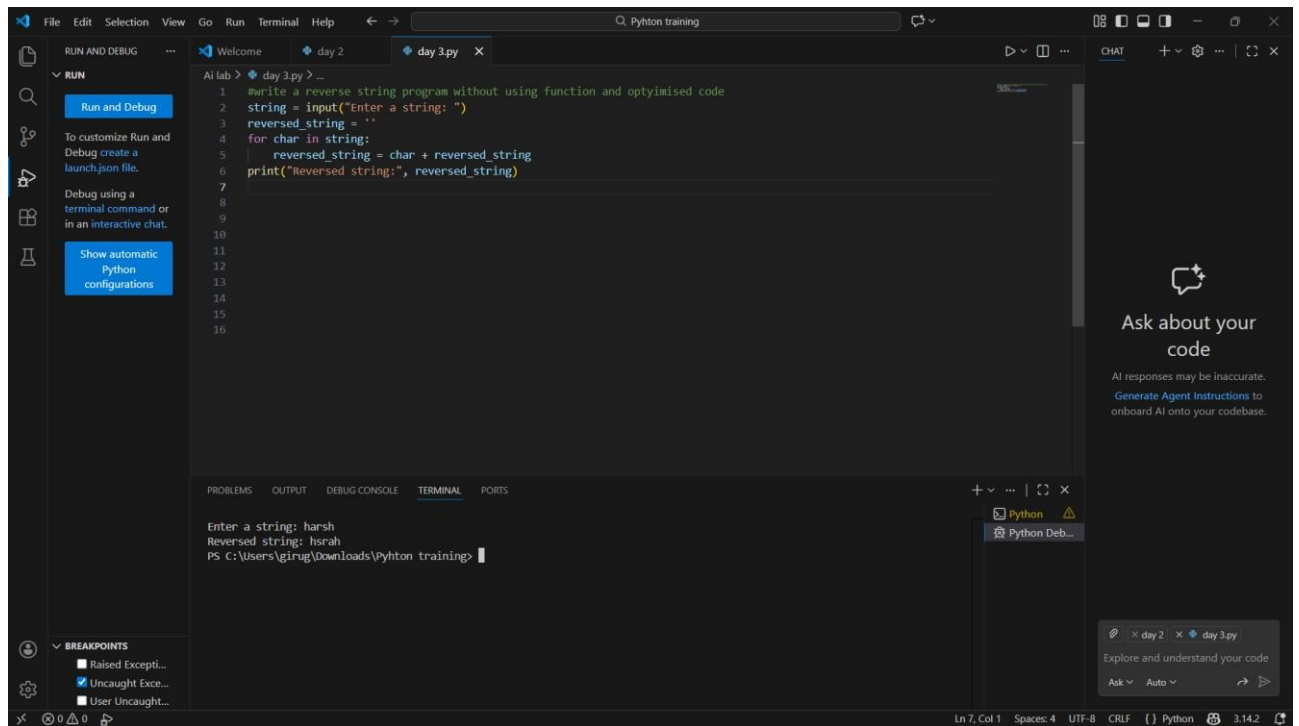 File Edit Selection View Go Run Terminal Help
Pyhton training
RUN AND DEBUG
RUN
Run and Debug
To customize Run and
Debug create a
launch.json file.
Debug using a
terminal command or
in an interactive chat.
Show automatic
Python
configurations
BREAKPOINTS
Raised Excepti...
Uncaught Exce...
User Uncaught...
Welcome day 2 day 3.py
Ai lab > day 3.py > ...
1 #write a reverse string program without using function and optyimised code
2 string = input("Enter a string: ")
3 reversed_string = ''
4 for char in string:
5     reversed_string = char + reversed_string
6 print("Reversed string:", reversed_string)
7
8
9
10
11
12
13
14
15
16
PROBLEMS OUTPUT DEBUG CONSOLE TERMINAL PORTS
Enter a string: harsh
Reversed string: hsrah
PS C:\Users\girug\Downloads\Pyhton training>
Python
Python Deb...
CHAT
Ask about your
code
AI responses may be inaccurate.
Generate Agent Instructions to
onboard AI onto your codebase.
day 2 day 3.py
Explore and understand your code
Ask Auto
0 0
Ln 7, Col 1 Spaces: 4 UTF-8 CRLF {} Python 3.14.2